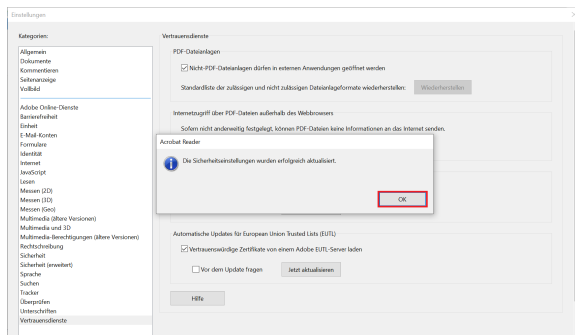 Einstellungen
Kategorien:
Allgemein
Dokumente
Kommentieren
Seitenanzeige
Vollbild
Adobe Online-Dienste
Barrierefreiheit
Einheit
E-Mail-Konten
Formulare
Identität
Internet
JavaScript
Lesen
Messen (2D)
Messen (3D)
Messen (Geo)
Multimedia (ältere Versionen)
Multimedia und 3D
Multimedia-Berechtigungen (ältere Versionen)
Rechtschreibung
Sicherheit
Sicherheit (erweitert)
Sprache
Suchen
Tracker
Überprüfen
Unterschriften
Vertrauensdienste
Vertrauensdienste
PDF-Dateianlagen
Nicht-PDF-Dateianlagen dürfen in externen Anwendungen geöffnet werden
Standardliste der zulässigen und nicht zulässigen Dateianlageformate wiederherstellen: Wiederherstellen
Internetzugriff über PDF-Dateien außerhalb des Webbrowsers
Sofern nicht anderweitig festgelegt, können PDF-Dateien keine Informationen an das Internet senden.
Acrobat Reader
Die Sicherheitseinstellungen wurden erfolgreich aktualisiert.
OK
Automatische Updates für European Union Trusted Lists (EUTL)
Vertrauenswürdige Zertifikate von einem Adobe EUTL-Server laden
Vor dem Update fragen Jetzt aktualisieren
Hilfe